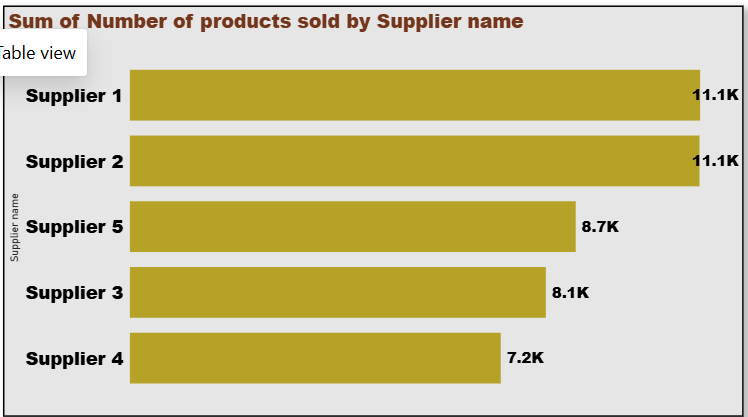 Sum of Number of products sold by Supplier name
Table view
Supplier 1
11.1K
Supplier 2
11.1K
Supplier name
Supplier 5
8.7K
Supplier 3
8.1K
Supplier 4
7.2K